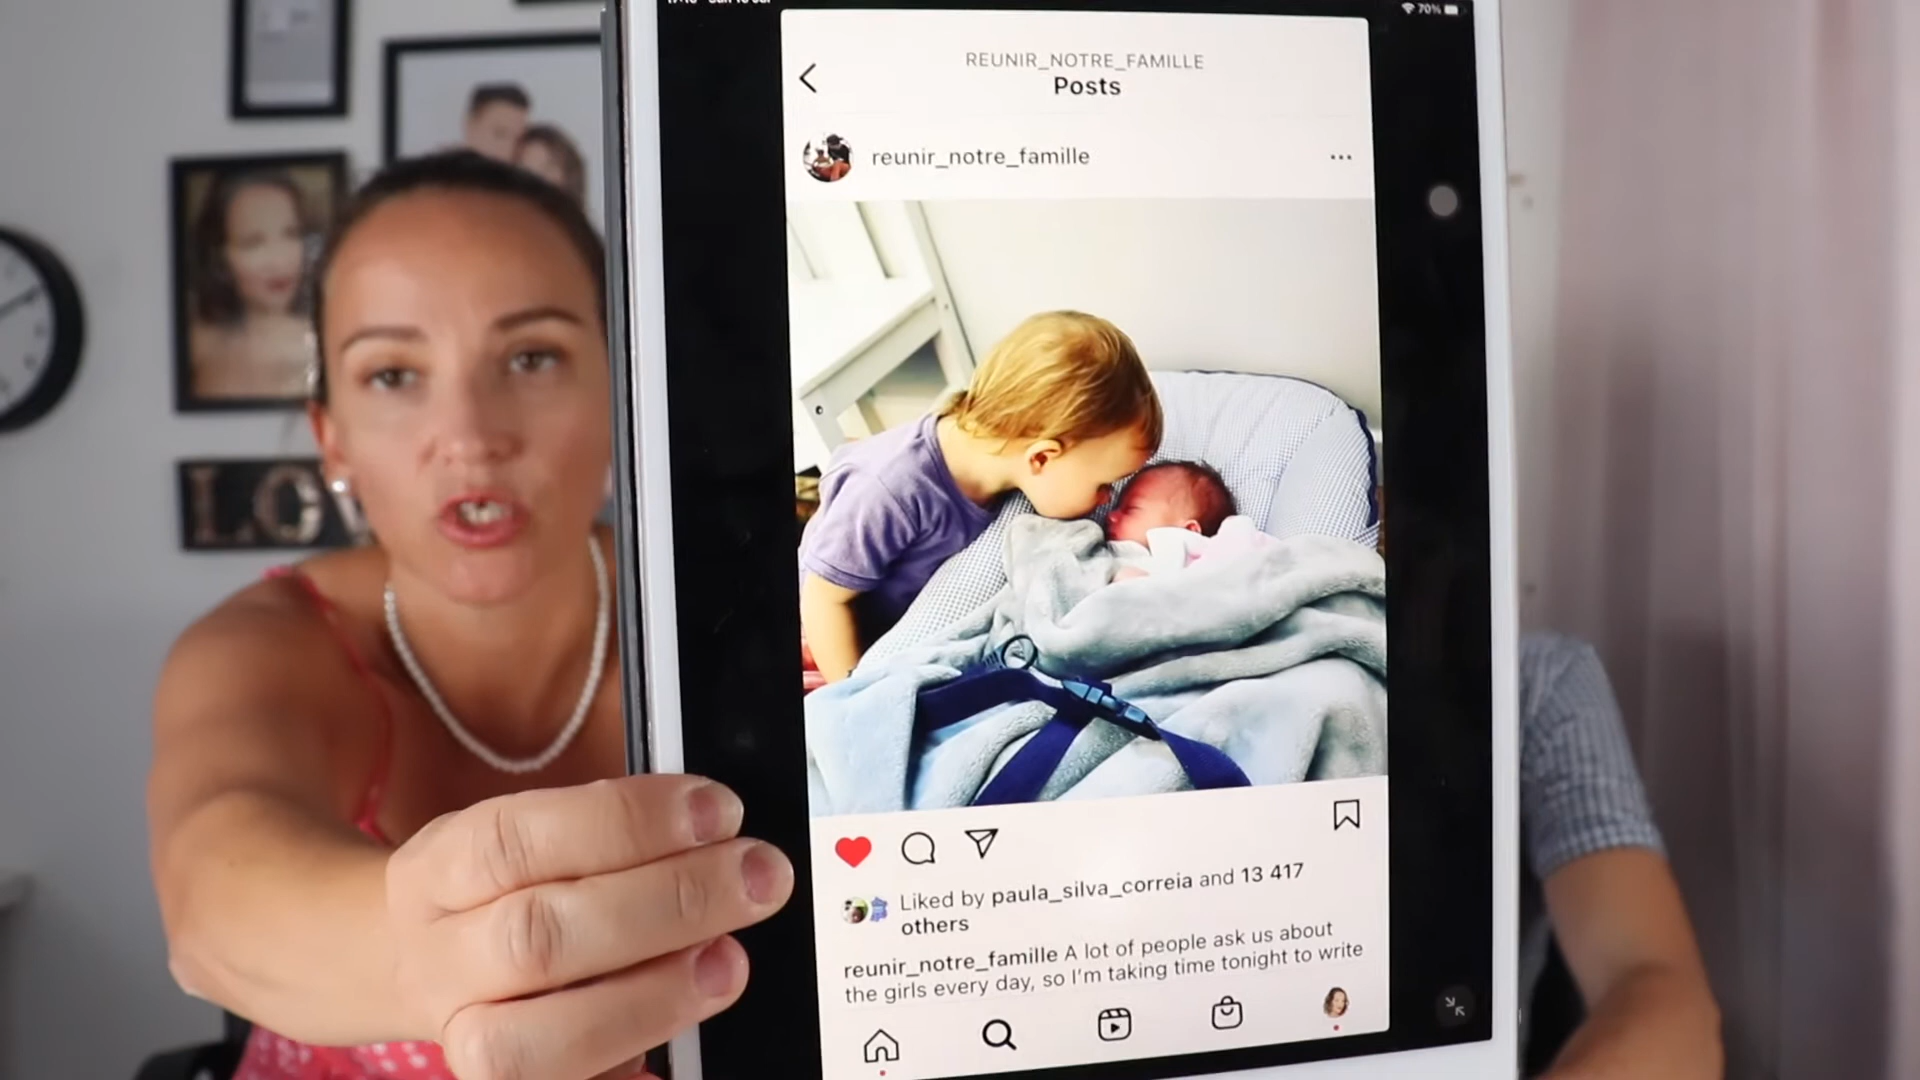 70%
REUNIR_NOTRE_FAMILLE
Posts
reunir_notre_famille
LOV
Liked by paula_silva_correia and 13 417
others
reunir_notre_famille A lot of people ask us about
the girls every day, so I'm taking time tonight to write